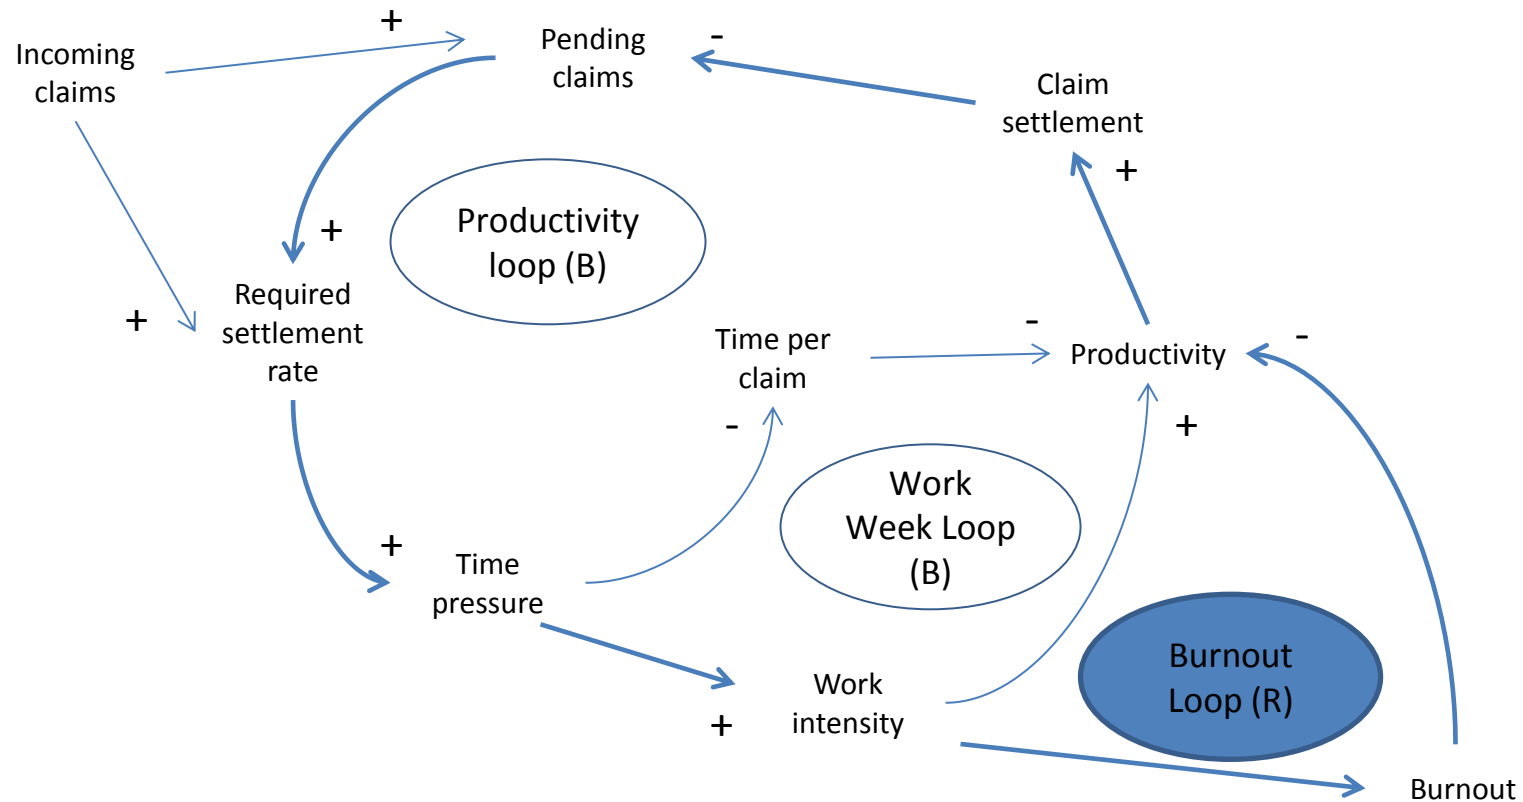 Incoming
claims
+
Pending
claims
-
Claim
settlement
+
Productivity
loop (B)
+
Required
settlement
rate
+
Time per
claim
-
Productivity
-
-
+
Work
Week Loop
(B)
+
Time
pressure
Burnout
Loop (R)
Work
intensity
+
Burnout